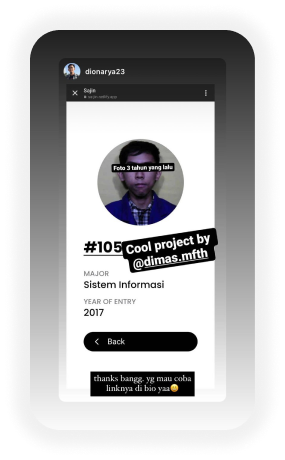 dionarya23
Sajin
Foto 3 tahun yang lalu
#105
Cool project by
@dimas.mfth
MAJOR
Sistem Informasi
YEAR OF ENTRY
2017
Back
thanks bangg. yg mau coba
linknya di bio yaa😄